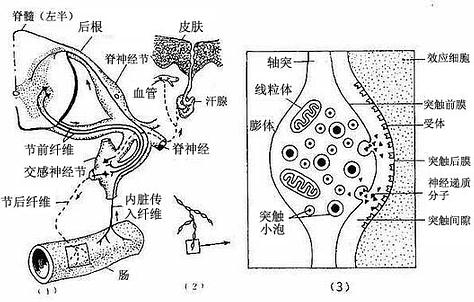 脊髓（左半）
后根
皮肤
脊神经节
血管
汗腺
节前纤维
脊神经
交感神经节
节后纤维
内脏传
入纤维
肠
(1)
(2)
轴突
效应细胞
线粒体
突触前膜
膨体
受体
突触后膜
神经递质
分子
突触
小泡
突触间隙
(3)